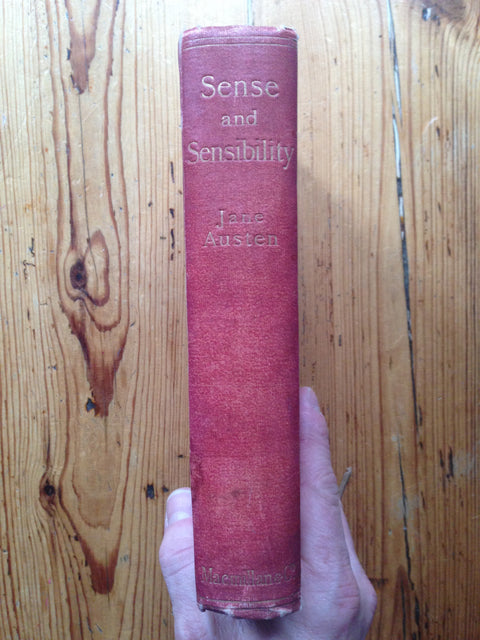 Sense
and
Sensibility
Jane
Austen
Macmillan & Co